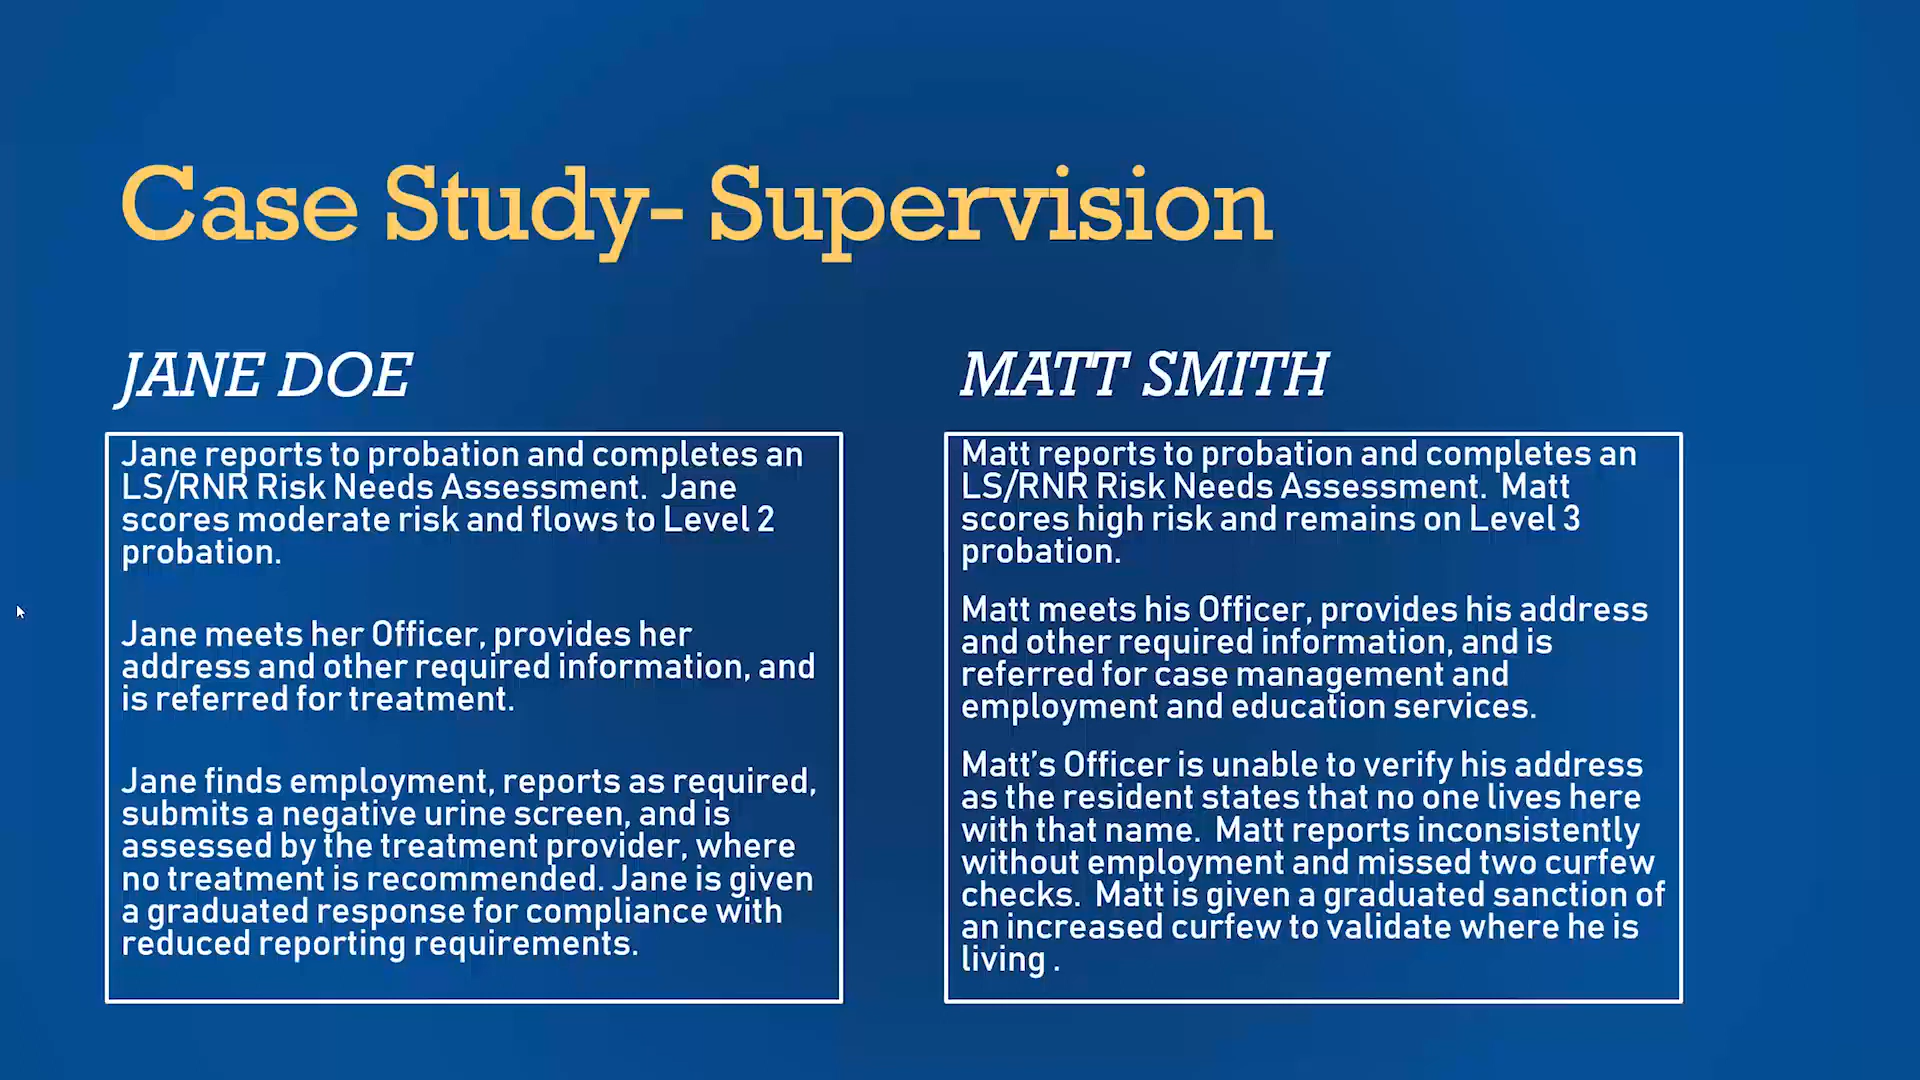 Case Study- Supervision
JANE DOE
Jane reports to probation and completes an
LS/RNR Risk Needs Assessment.  Jane
scores moderate risk and flows to Level 2
probation.
Jane meets her Officer, provides her
address and other required information, and
is referred for treatment.
Jane finds employment, reports as required,
submits a negative urine screen, and is
assessed by the treatment provider, where
no treatment is recommended. Jane is given
a graduated response for compliance with
reduced reporting requirements.
MATT SMITH
Matt reports to probation and completes an
LS/RNR Risk Needs Assessment.  Matt
scores high risk and remains on Level 3
probation.
Matt meets his Officer, provides his address
and other required information, and is
referred for case management and
employment and education services.
Matt’s Officer is unable to verify his address
as the resident states that no one lives here
with that name.  Matt reports inconsistently
without employment and missed two curfew
checks.  Matt is given a graduated sanction of
an increased curfew to validate where he is
living .